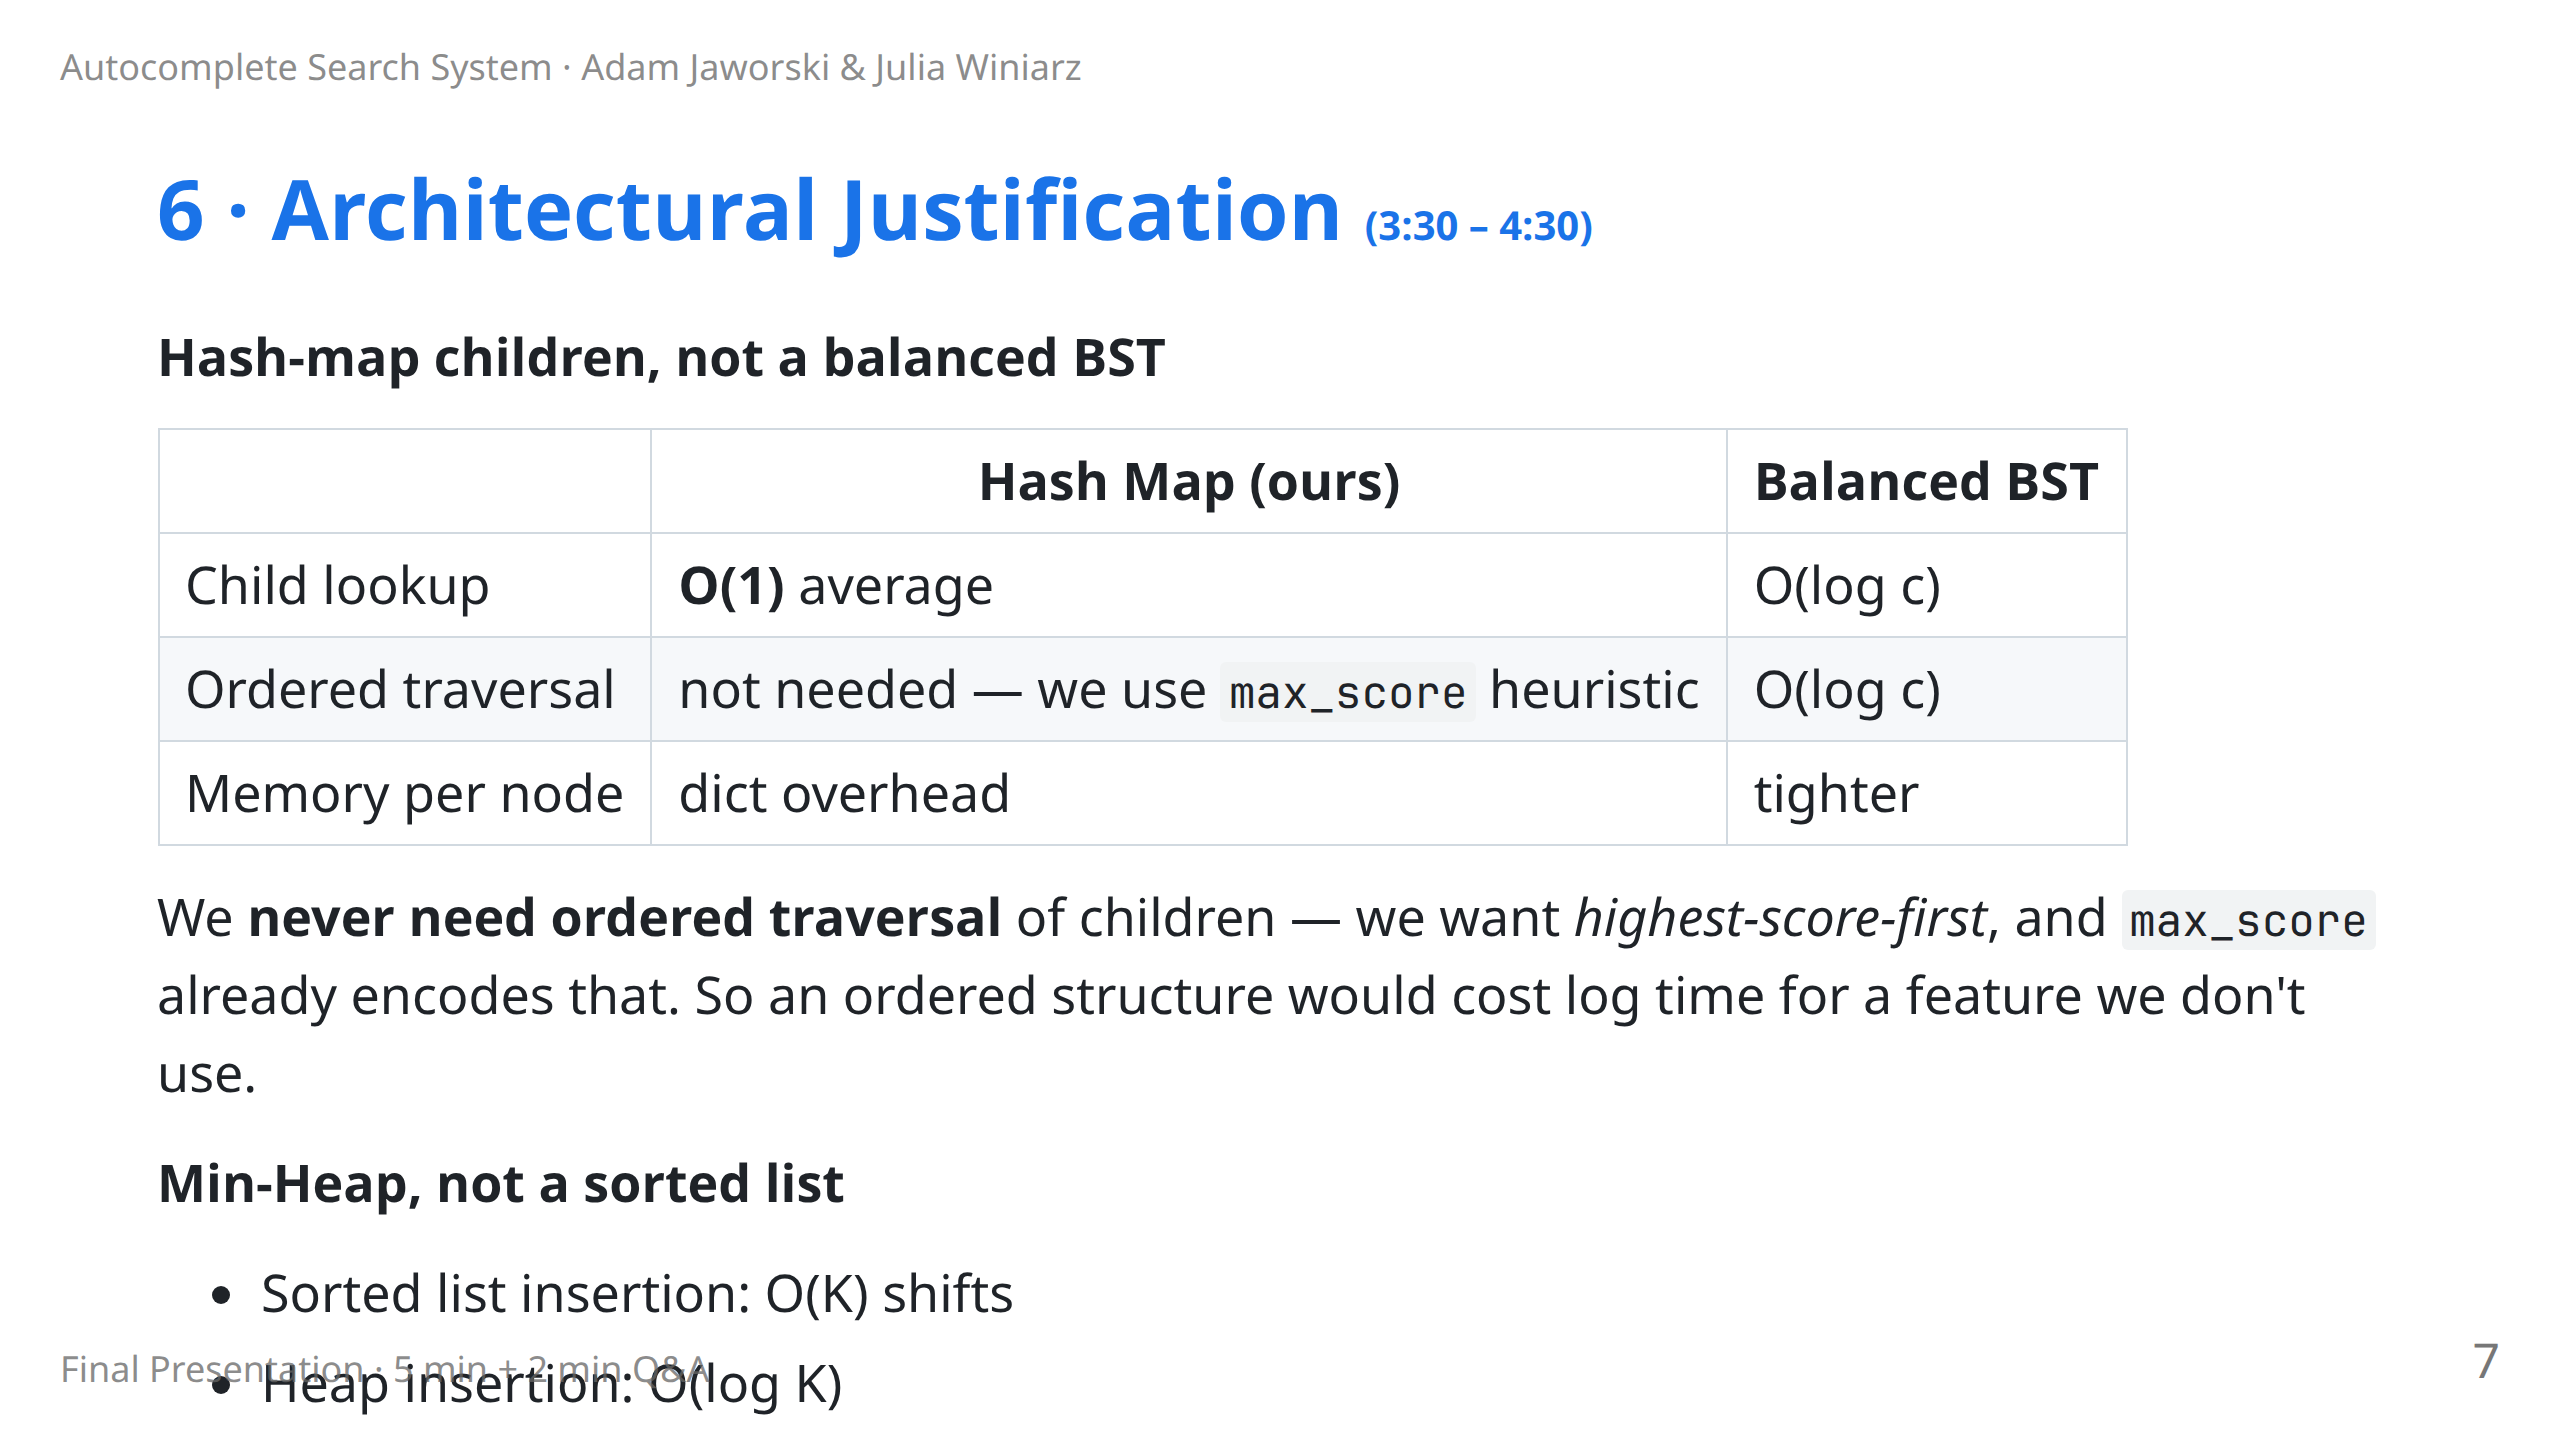 Autocomplete Search System · Adam Jaworski & Julia Winiarz
6 · Architectural Justification (3:30 – 4:30)
Hash-map children, not a balanced BST
Hash Map (ours) Balanced BST
Child lookup O(1) average O(log c)
Ordered traversal not needed — we use max_score heuristic O(log c)
Memory per node dict overhead tighter
We never need ordered traversal of children — we want highest-score-first, and max_score
already encodes that. So an ordered structure would cost log time for a feature we don't
use.
Min-Heap, not a sorted list
• Sorted list insertion: O(K) shifts
• Heap insertion: O(log K)
Final Presentation · 5 min + 2 min Q&A
7